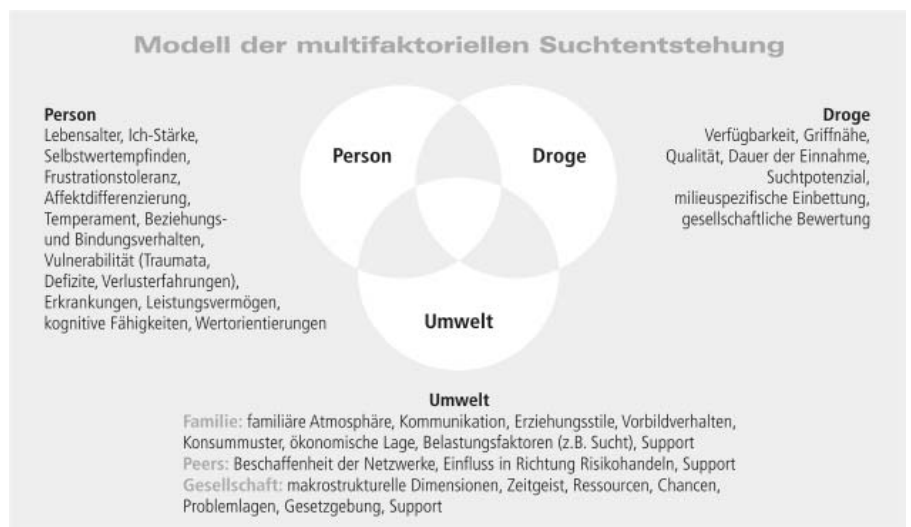 Modell der multifaktoriellen Suchtentstehung
Person
Lebensalter, Ich-Stärke,
Selbstwertempfinden,
Frustrationstoleranz,
Affektdifferenzierung,
Temperament, Beziehungs-
und Bindungsverhalten,
Vulnerabilität (Traumata,
Defizite, Verlusterfahrungen),
Erkrankungen, Leistungsvermögen,
kognitive Fähigkeiten, Wertorientierungen
Person
Droge
Umwelt
Droge
Verfügbarkeit, Griffnähe,
Qualität, Dauer der Einnahme,
Suchtpotenzial,
milieuspezifische Einbettung,
gesellschaftliche Bewertung
Umwelt
Familie: familiäre Atmosphäre, Kommunikation, Erziehungsstile, Vorbildverhalten,
Konsummuster, ökonomische Lage, Belastungsfaktoren (z.B. Sucht), Support
Peers: Beschaffenheit der Netzwerke, Einfluss in Richtung Risikohandeln, Support
Gesellschaft: makrostrukturelle Dimensionen, Zeitgeist, Ressourcen, Chancen,
Problemlagen, Gesetzgebung, Support